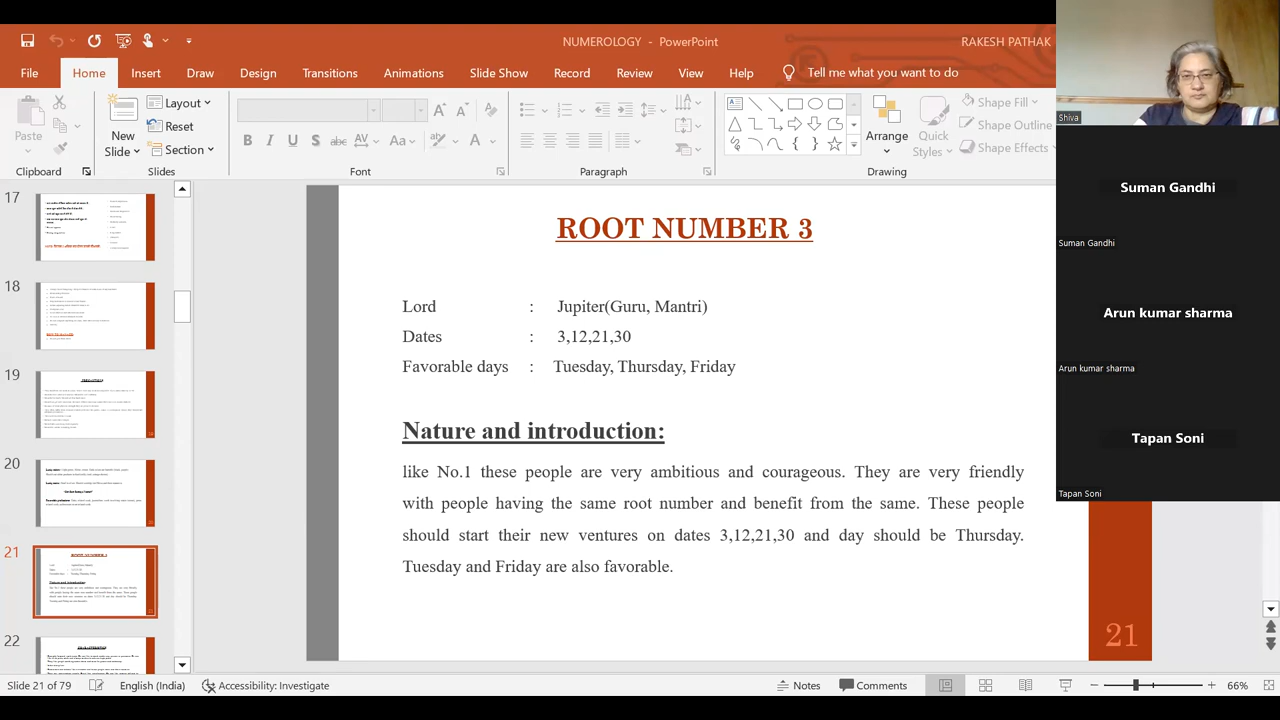 NUMEROLOGY - PowerPoint
RAKESH PATHAK
File Home Insert Draw Design Transitions Animations Slide Show Record Review View Help Tell me what you want to do
Paste
New Slide
Layout
Reset
Section
B I U S abc AV Aa A
Arrange
Quick Styles
Shape Fill
Shape Outline
Shape Effects
Clipboard Slides Font Paragraph Drawing
Shiva
Suman Gandhi
Suman Gandhi
Arun kumar sharma
Arun kumar sharma
Tapan Soni
Tapan Soni
17
18
19
20
21
22
ROOT NUMBER 3
Lord : Jupiter(Guru, Mantri)
Dates : 3,12,21,30
Favorable days : Tuesday, Thursday, Friday
Nature and introduction:
like No.1 these people are very ambitious and courageous. They are very friendly
with people having the same root number and benefit from the same. These people
should start their new ventures on dates 3,12,21,30 and day should be Thursday.
Tuesday and Friday are also favorable.
21
Slide 21 of 79 English (India) Accessibility: Investigate Notes Comments 66%